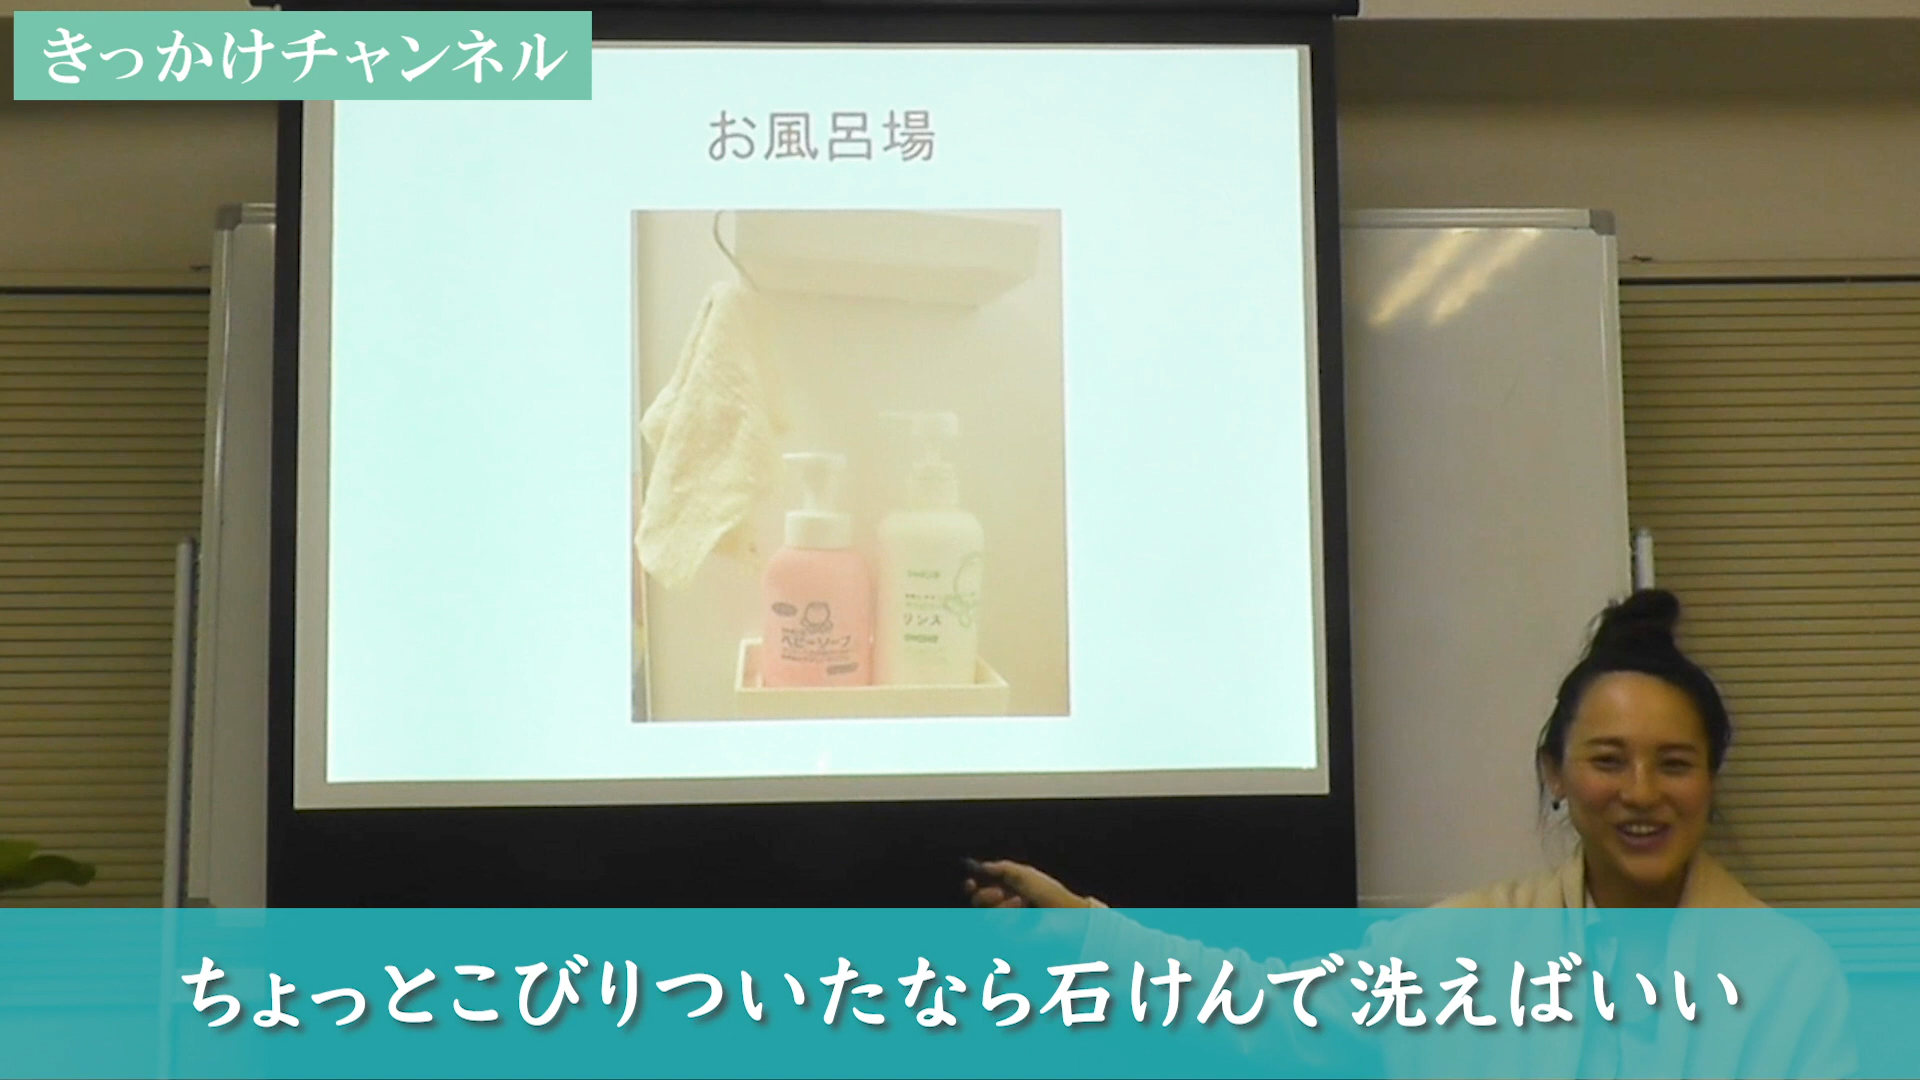 きっかけチャンネル
お風呂場
ベビーソープ
リンス
ちょっとこびりついたなら石けんで洗えばいい